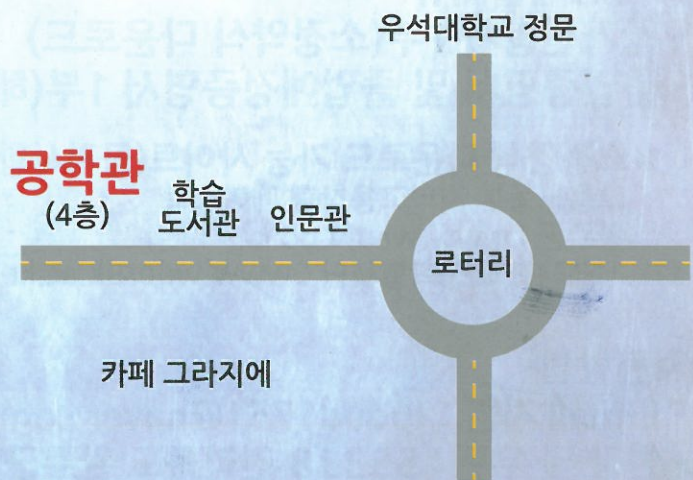 우석대학교 정문
공학관
(4층)
학습
도서관
인문관
로터리
카페 그라지에